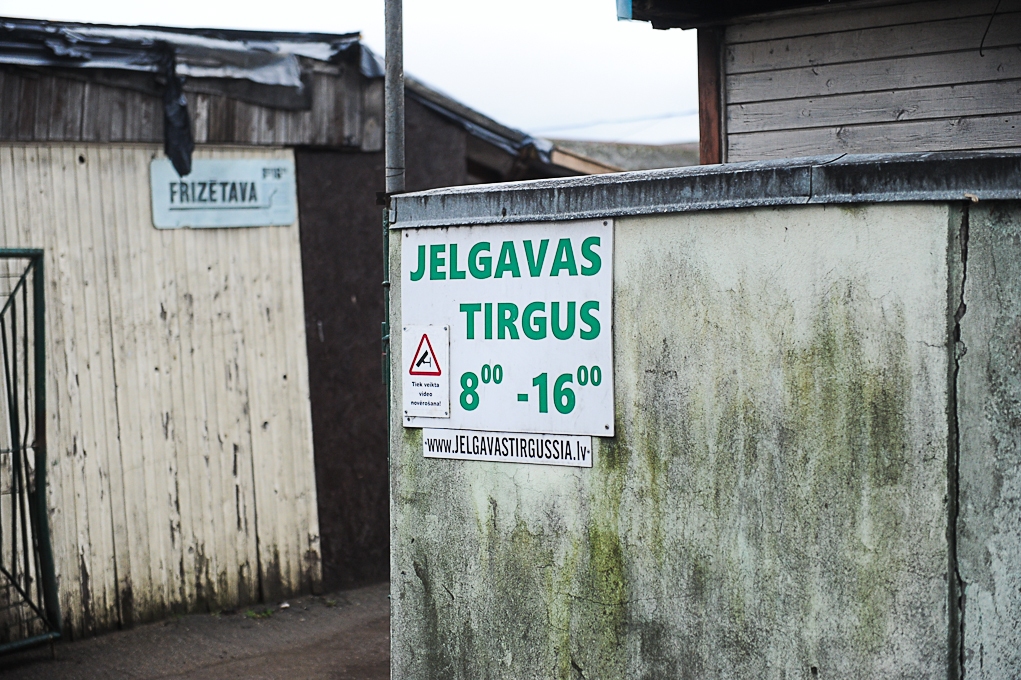 FRIZĒTAVA
JELGAVAS
TIRGUS
8⁰⁰ -16⁰⁰
Tiek veikta
video
novērošana!
www.JELGAVASTIRGUSSIA.lv